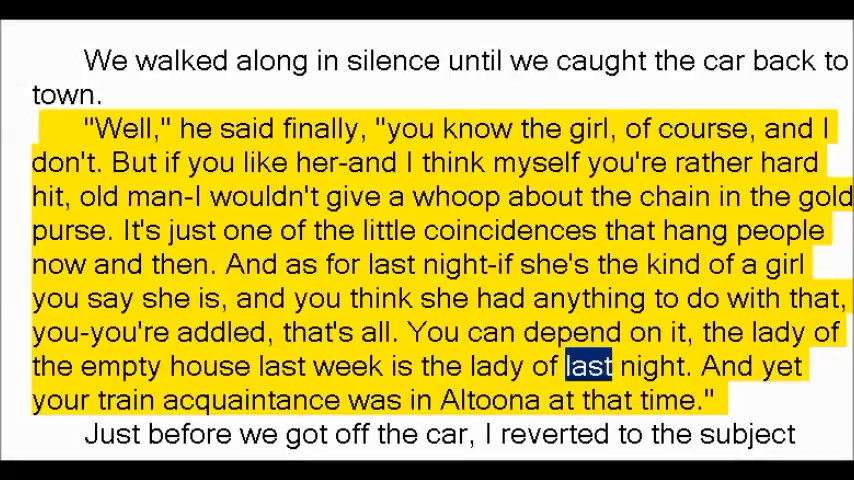 We walked along in silence until we caught the car back to
town.
"Well," he said finally, "you know the girl, of course, and I
don't. But if you like her-and I think myself you're rather hard
hit, old man-I wouldn't give a whoop about the chain in the gold
purse. It's just one of the little coincidences that hang people
now and then. And as for last night-if she's the kind of a girl
you say she is, and you think she had anything to do with that,
you-you're addled, that's all. You can depend on it, the lady of
the empty house last week is the lady of last night. And yet
your train acquaintance was in Altoona at that time."
Just before we got off the car, I reverted to the subject